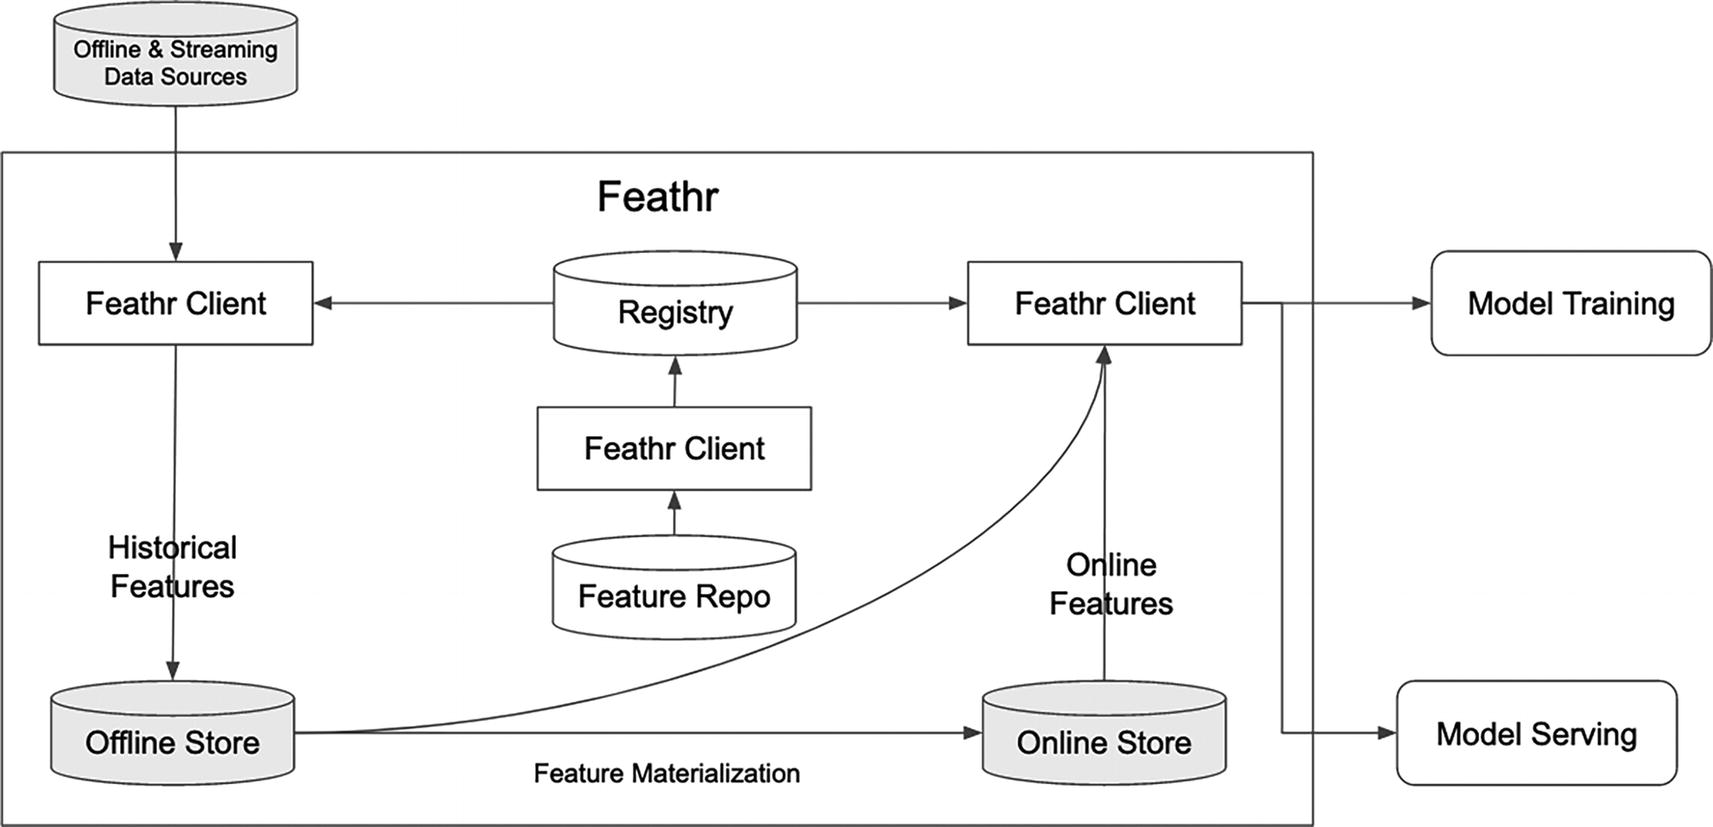 Offline & Streaming
Data Sources
Feathr
Feathr Client
Registry
Feathr Client
Model Training
Feathr Client
Historical
Features
Feature Repo
Online
Features
Offline Store
Online Store
Model Serving
Feature Materialization